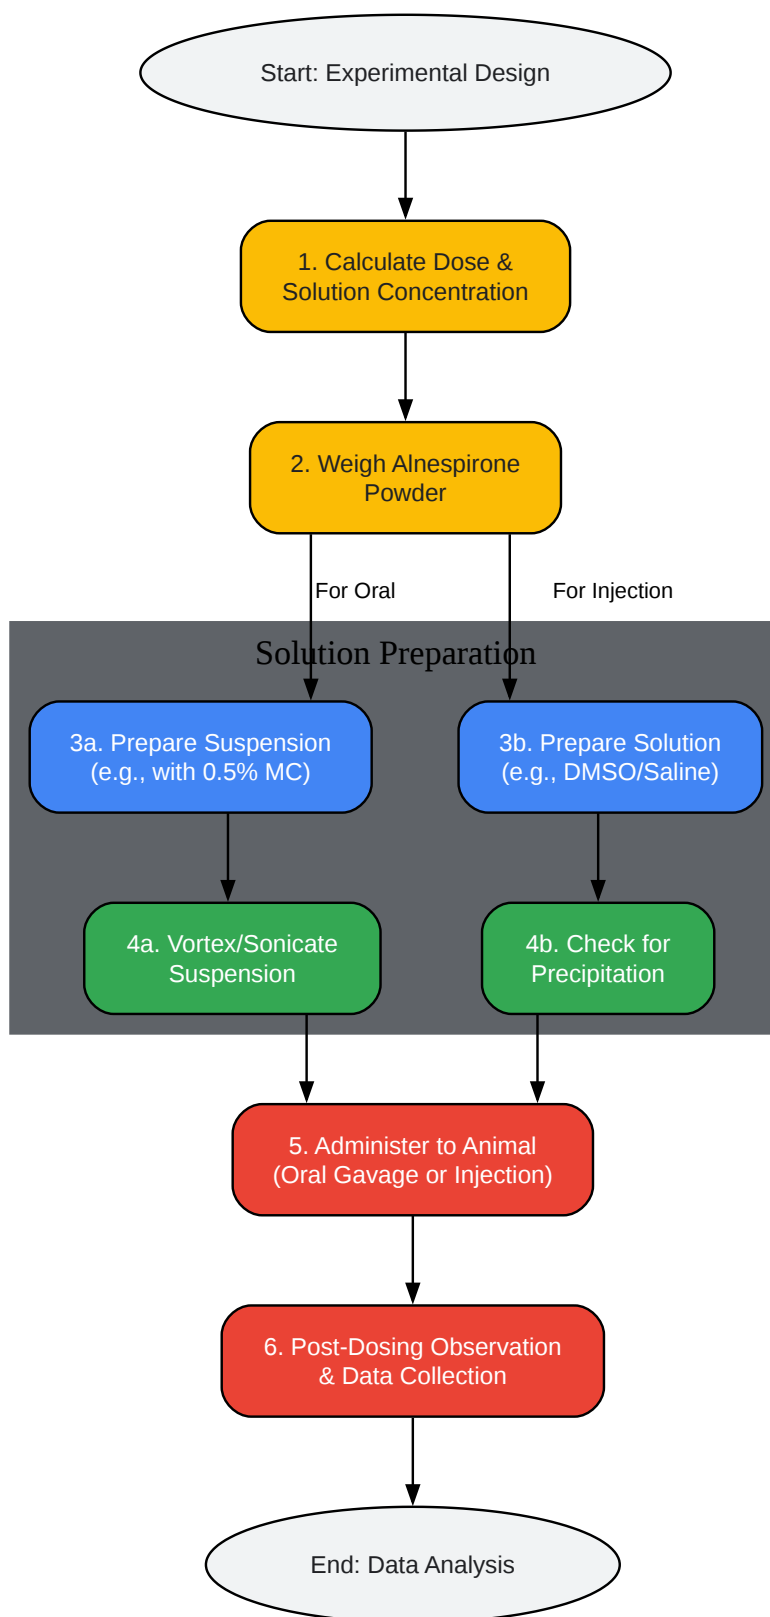 Start: Experimental Design
1. Calculate Dose &
Solution Concentration
2. Weigh Alnespirone
Powder
For Oral
For Injection
Solution Preparation
3a. Prepare Suspension
(e.g., with 0.5% MC)
3b. Prepare Solution
(e.g., DMSO/Saline)
4a. Vortex/Sonicate
Suspension
4b. Check for
Precipitation
5. Administer to Animal
(Oral Gavage or Injection)
6. Post-Dosing Observation
& Data Collection
End: Data Analysis